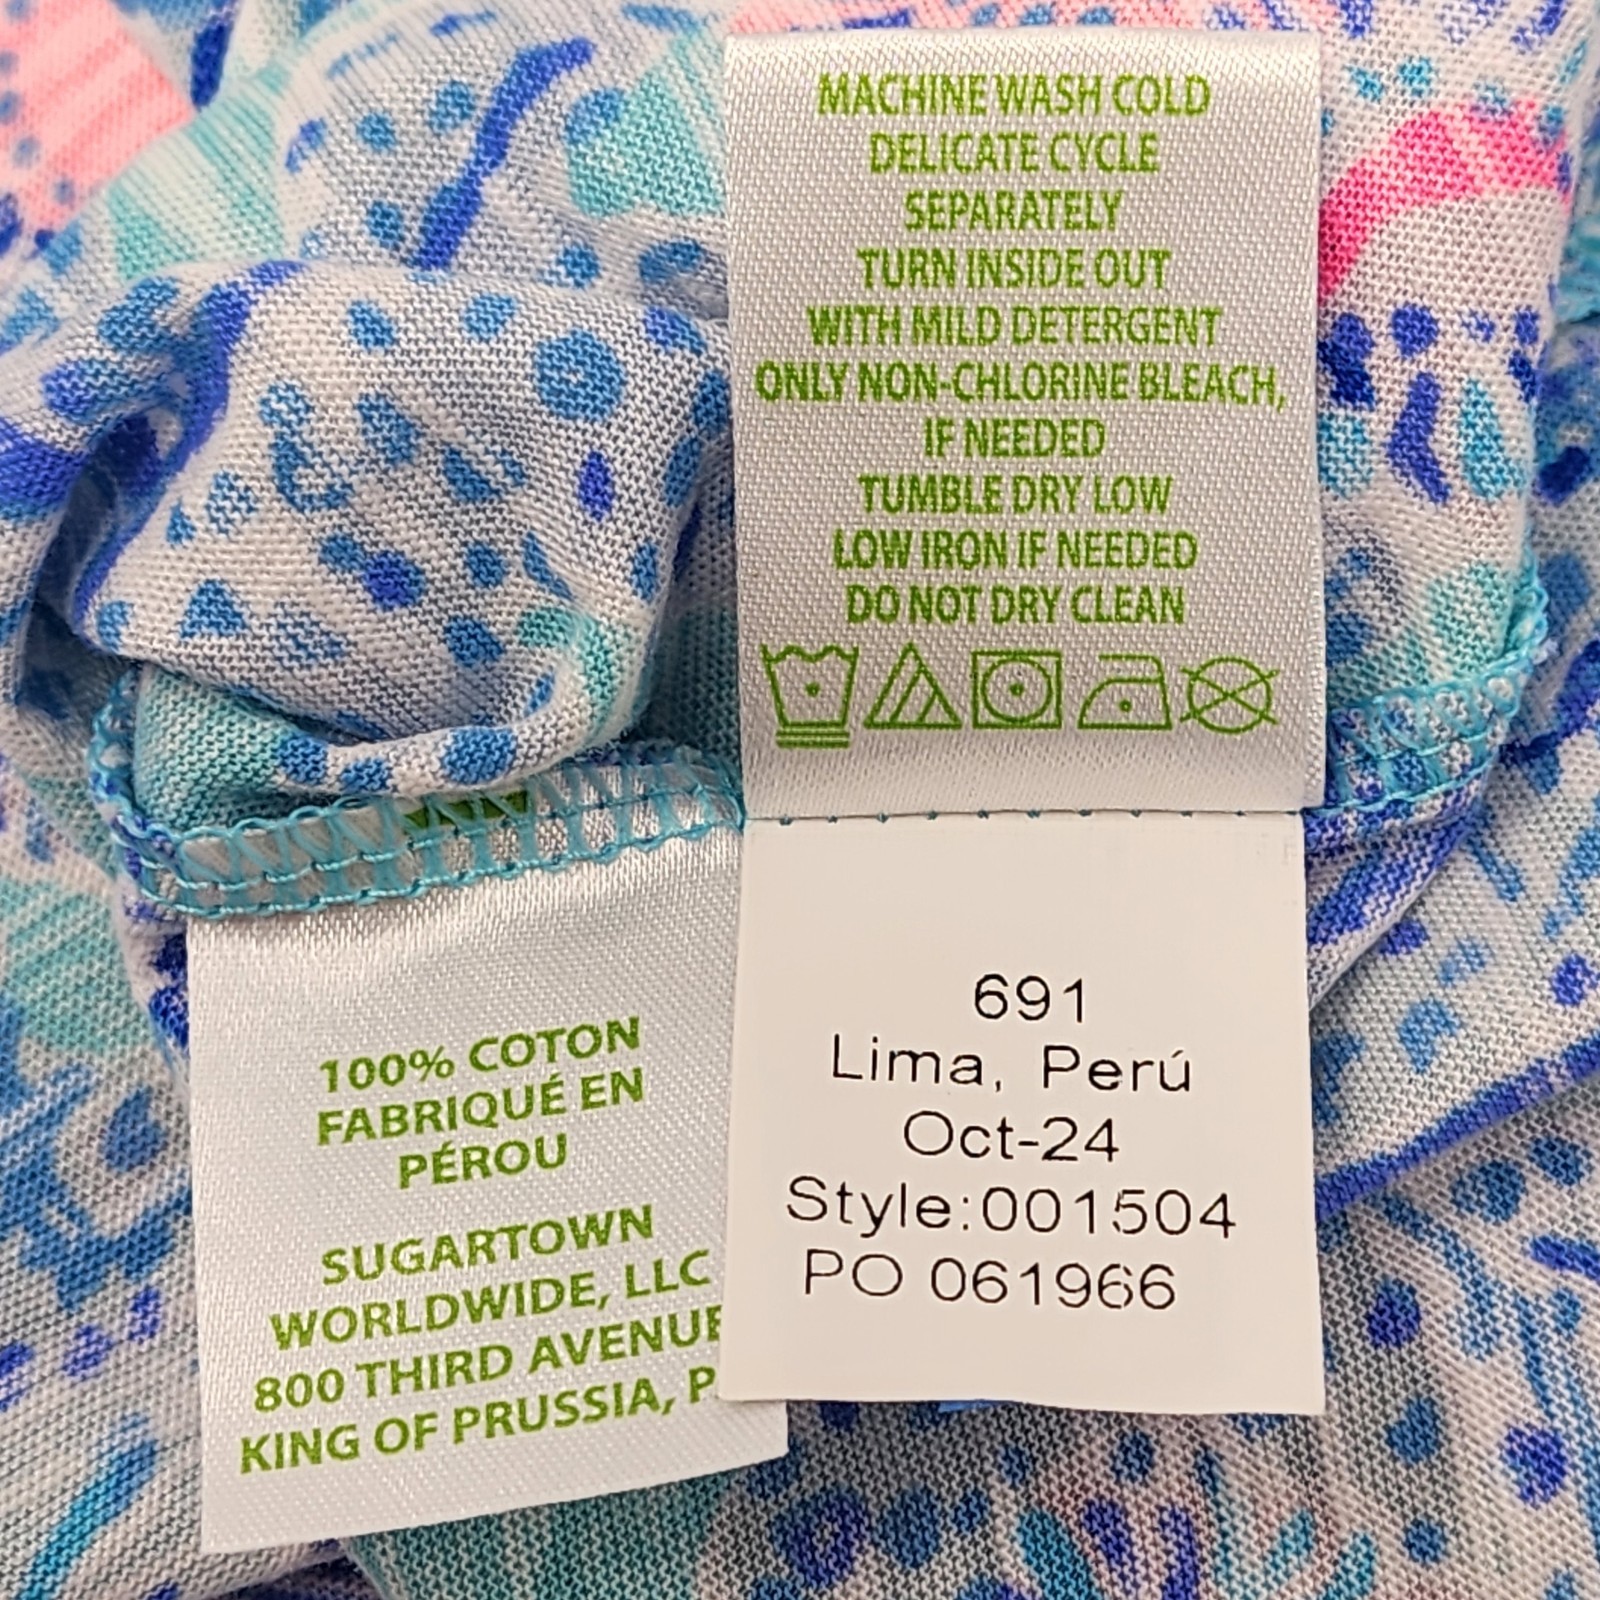 MACHINE WASH COLD
DELICATE CYCLE
SEPARATELY
TURN INSIDE OUT
WITH MILD DETERGENT
ONLY NON-CHLORINE BLEACH,
IF NEEDED
TUMBLE DRY LOW
LOW IRON IF NEEDED
DO NOT DRY CLEAN
100% COTON
FABRIQUÉ EN
PÉROU
SUGARTOWN
WORLDWIDE, LLC
800 THIRD AVENUE
KING OF PRUSSIA, P
691
Lima, Perú
Oct-24
Style:001504
PO 061966